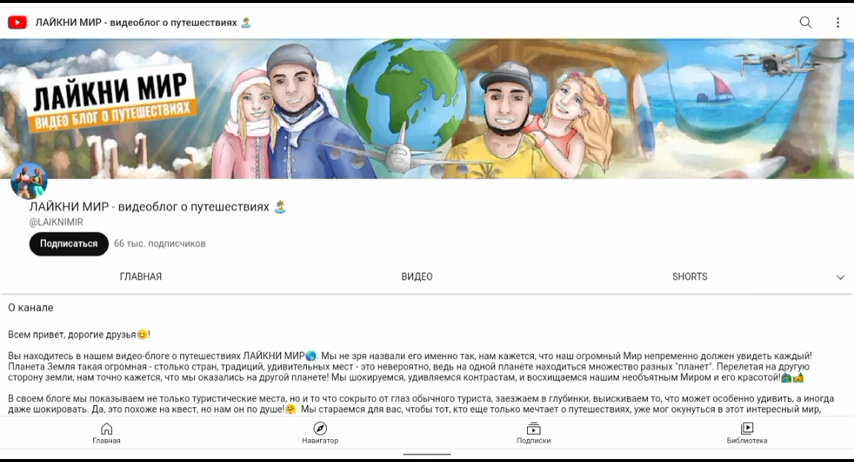 ЛАЙКНИ МИР - видеоблог о путешествиях 🏝️
ЛАЙКНИ МИР
ВИДЕО БЛОГ О ПУТЕШЕСТВИЯХ
ЛАЙКНИ МИР - видеоблог о путешествиях 🏝️
@LAIKNIMIR
Подписаться 66 тыс. подписчиков
ГЛАВНАЯ ВИДЕО SHORTS
О канале
Всем привет, дорогие друзья😊!
Вы находитесь в нашем видео-блоге о путешествиях ЛАЙКНИ МИР🌎. Мы не зря назвали его именно так, нам кажется, что наш огромный Мир непременно должен увидеть каждый!
Планета Земля такая огромная - столько стран, традиций, удивительных мест - это невероятно, ведь на одной планете находиться множество разных "планет". Перелетая на другую
сторону земли, нам точно кажется, что мы оказались на другой планете! Мы шокируемся, удивляемся контрастам, и восхищаемся нашим необъятным Миром и его красотой!
В своем блоге мы показываем не только туристические места, но и то что сокрыто от глаз обычного туриста, заезжаем в глубинки, выискиваем то, что может особенно удивить, а иногда
даже шокировать. Да, это похоже на квест, но нам он по душе!🤗 Мы стараемся для вас, чтобы тот, кто еще только мечтает о путешествиях, уже мог окунуться в этот интересный мир,
Главная Навигатор Подписки Библиотека